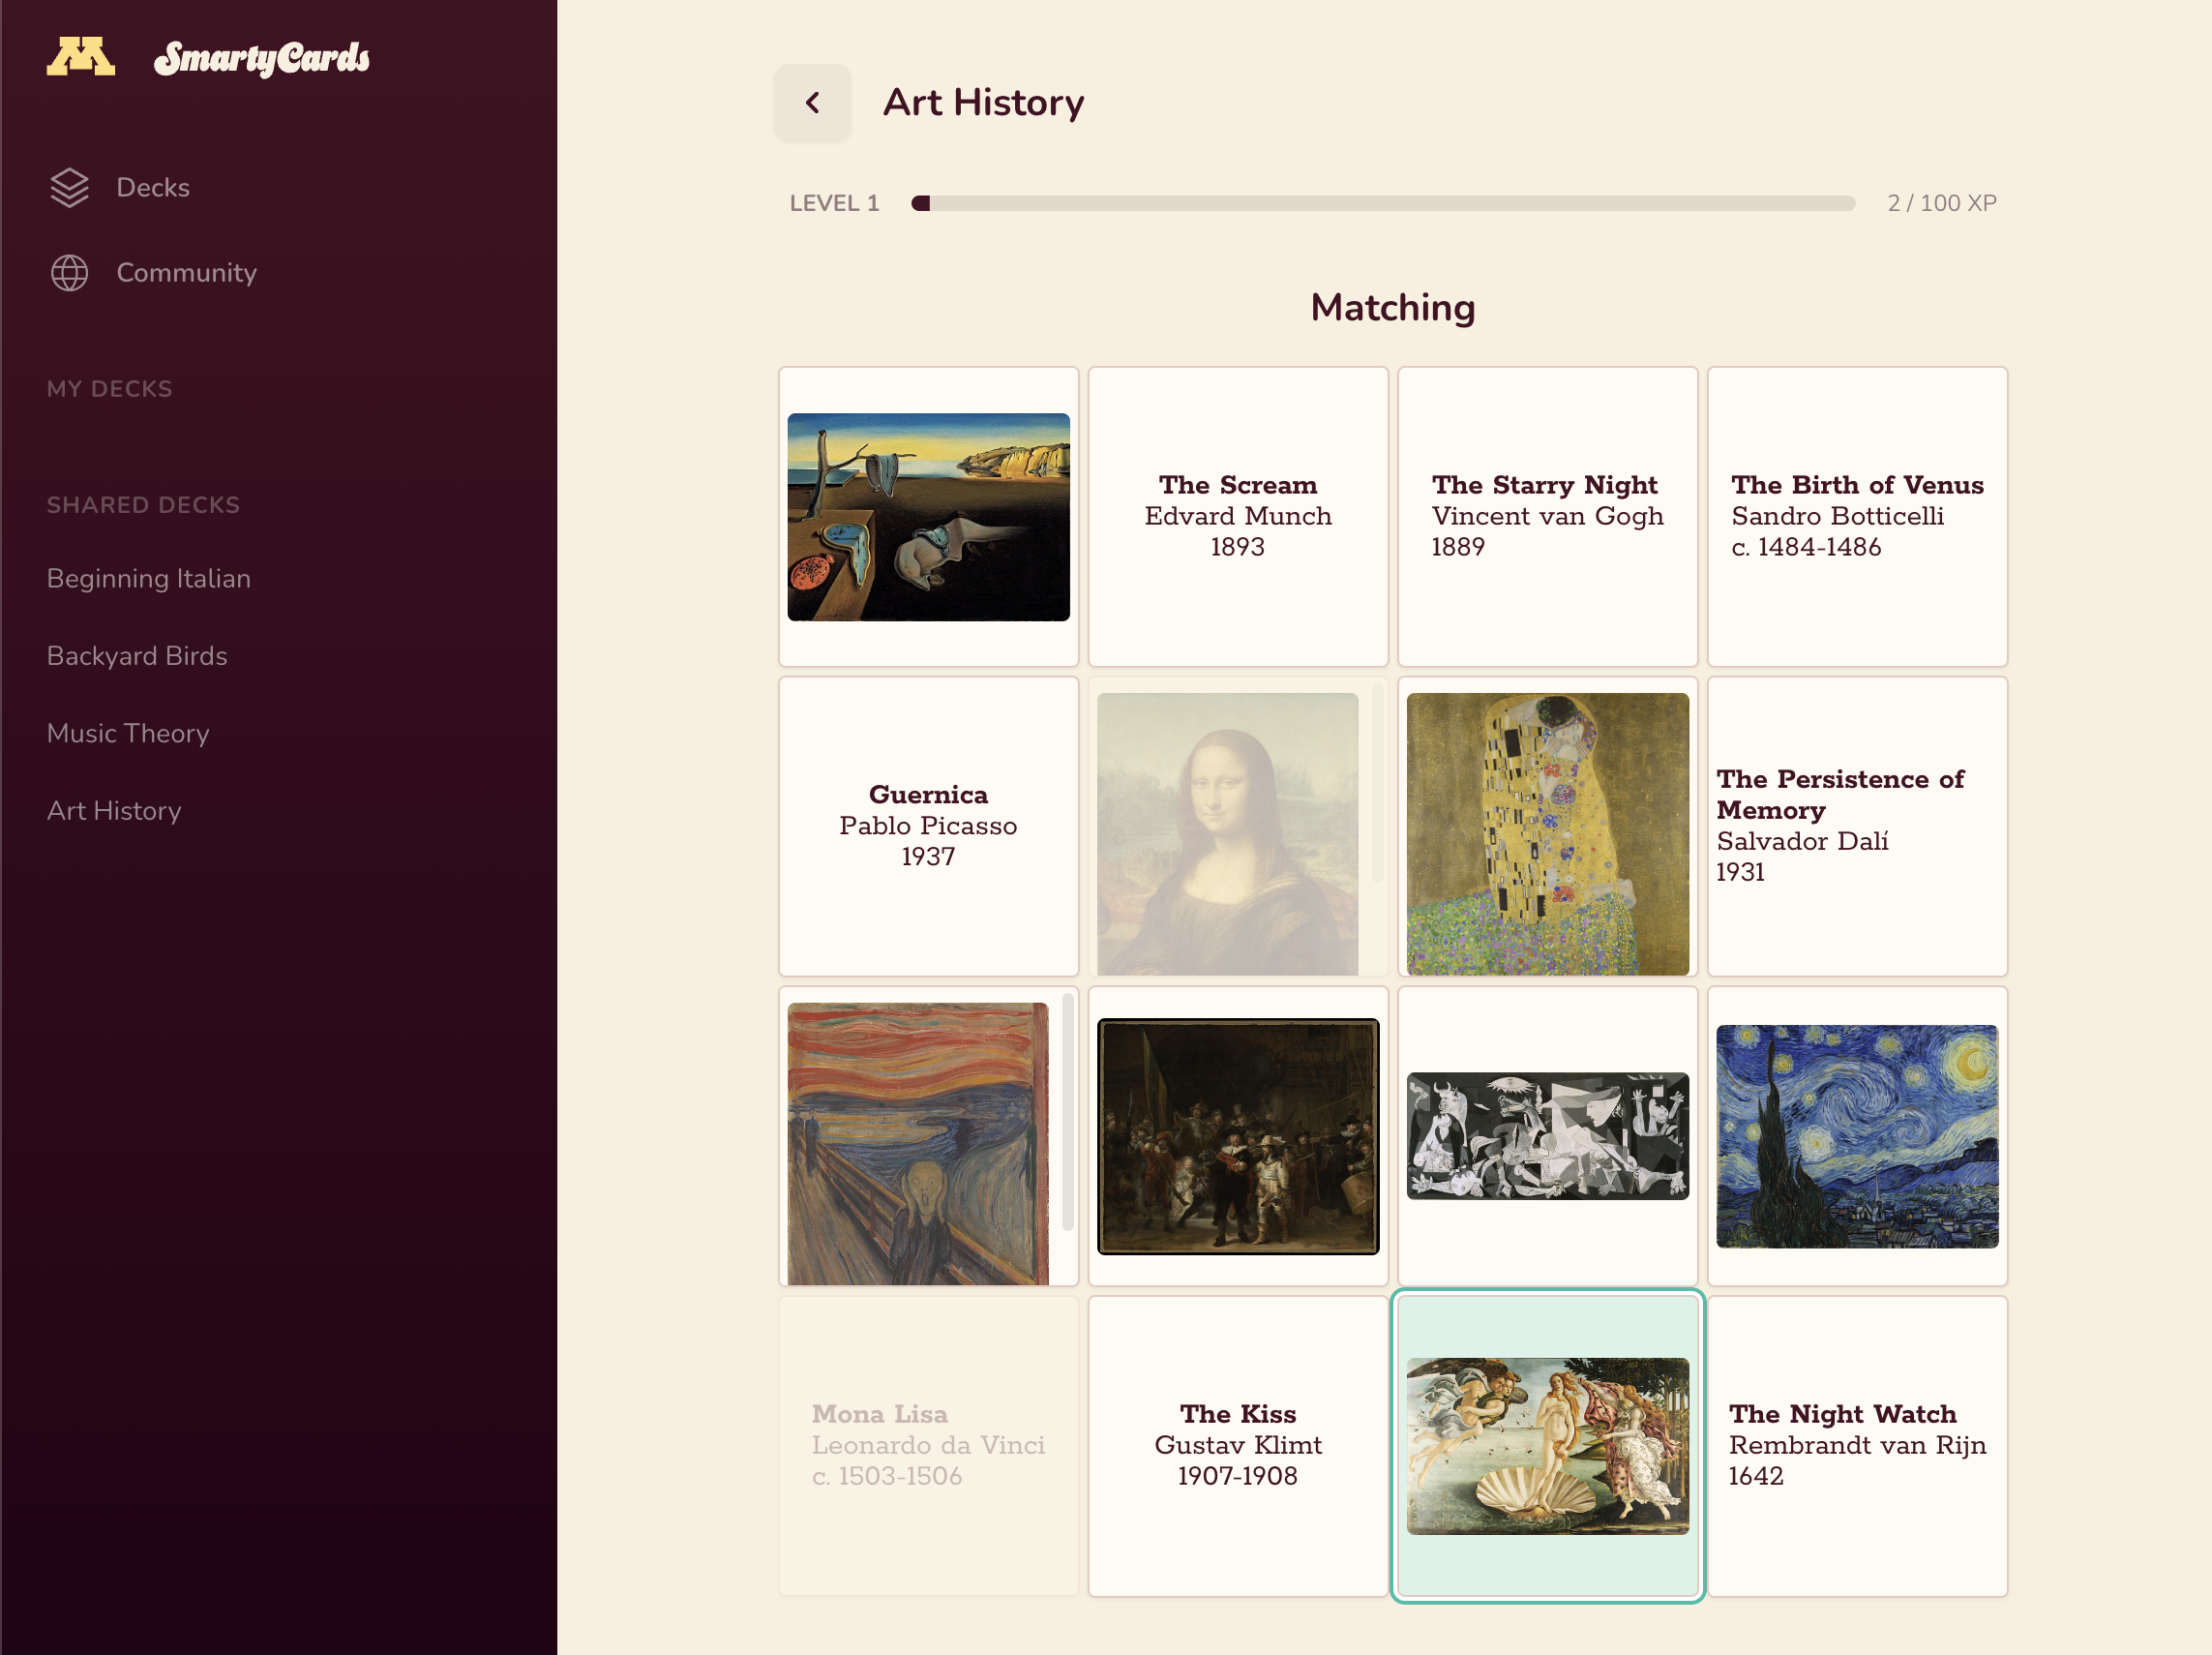 M SmartyCards
Decks
Community
MY DECKS
SHARED DECKS
Beginning Italian
Backyard Birds
Music Theory
Art History
Art History
LEVEL 1
2 / 100 XP
Matching
The Scream
Edvard Munch
1893
The Starry Night
Vincent van Gogh
1889
The Birth of Venus
Sandro Botticelli
c. 1484-1486
Guernica
Pablo Picasso
1937
The Persistence of
Memory
Salvador Dalí
1931
Mona Lisa
Leonardo da Vinci
c. 1503-1506
The Kiss
Gustav Klimt
1907-1908
The Night Watch
Rembrandt van Rijn
1642